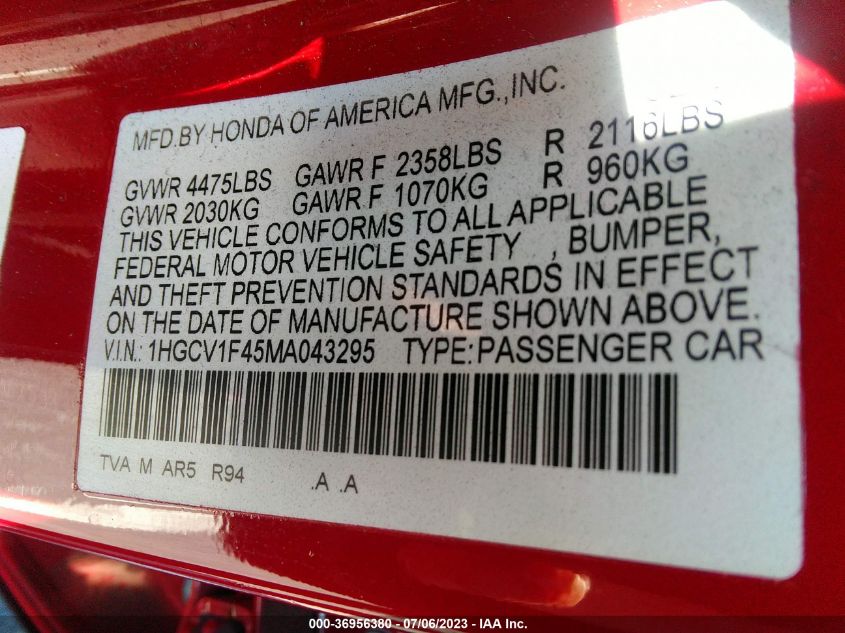 MFD.BY HONDA OF AMERICA MFG.,INC.
GVWR 4475LBS GAWR F 2358LBS R 2116LBS
GVWR 2030KG GAWR F 1070KG R 960KG
THIS VEHICLE CONFORMS TO ALL APPLICABLE
FEDERAL MOTOR VEHICLE SAFETY , BUMPER,
AND THEFT PREVENTION STANDARDS IN EFFECT
ON THE DATE OF MANUFACTURE SHOWN ABOVE.
V.I.N.: 1HGCV1F45MA043295 TYPE: PASSENGER CAR
TVA M AR5 R94 .A .A
000-36956380 - 07/06/2023 - IAA Inc.